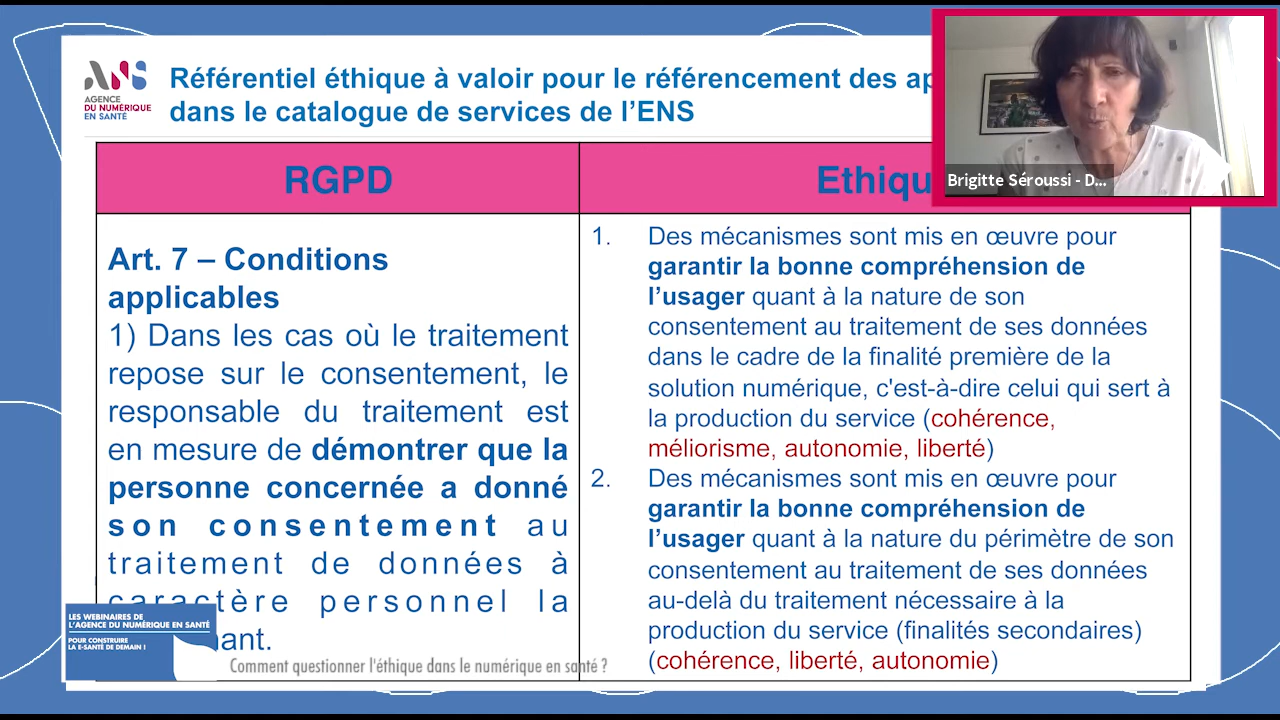 ANS
AGENCE
DU NUMÉRIQUE
EN SANTÉ
Référentiel éthique à valoir pour le référencement des
dans le catalogue de services de l’ENS
Brigitte Séroussi - D...
RGPD
Art. 7 – Conditions
applicables
1) Dans les cas où le traitement
repose sur le consentement, le
responsable du traitement est
en mesure de démontrer que la
personne concernée a donné
son consentement au
traitement de données à
caractère personnel la
Ethiqu
1. Des mécanismes sont mis en œuvre pour
garantir la bonne compréhension de
l’usager quant à la nature de son
consentement au traitement de ses données
dans le cadre de la finalité première de la
solution numérique, c'est-à-dire celui qui sert à
la production du service (cohérence,
méliorisme, autonomie, liberté)
2. Des mécanismes sont mis en œuvre pour
garantir la bonne compréhension de
l’usager quant à la nature du périmètre de son
consentement au traitement de ses données
au-delà du traitement nécessaire à la
production du service (finalités secondaires)
(cohérence, liberté, autonomie)
LES WEBINAIRES DE
L'AGENCE DU NUMÉRIQUE EN SANTÉ
POUR CONSTRUIRE
LA E-SANTÉ DE DEMAIN !
Comment questionner l'éthique dans le numérique en santé ?